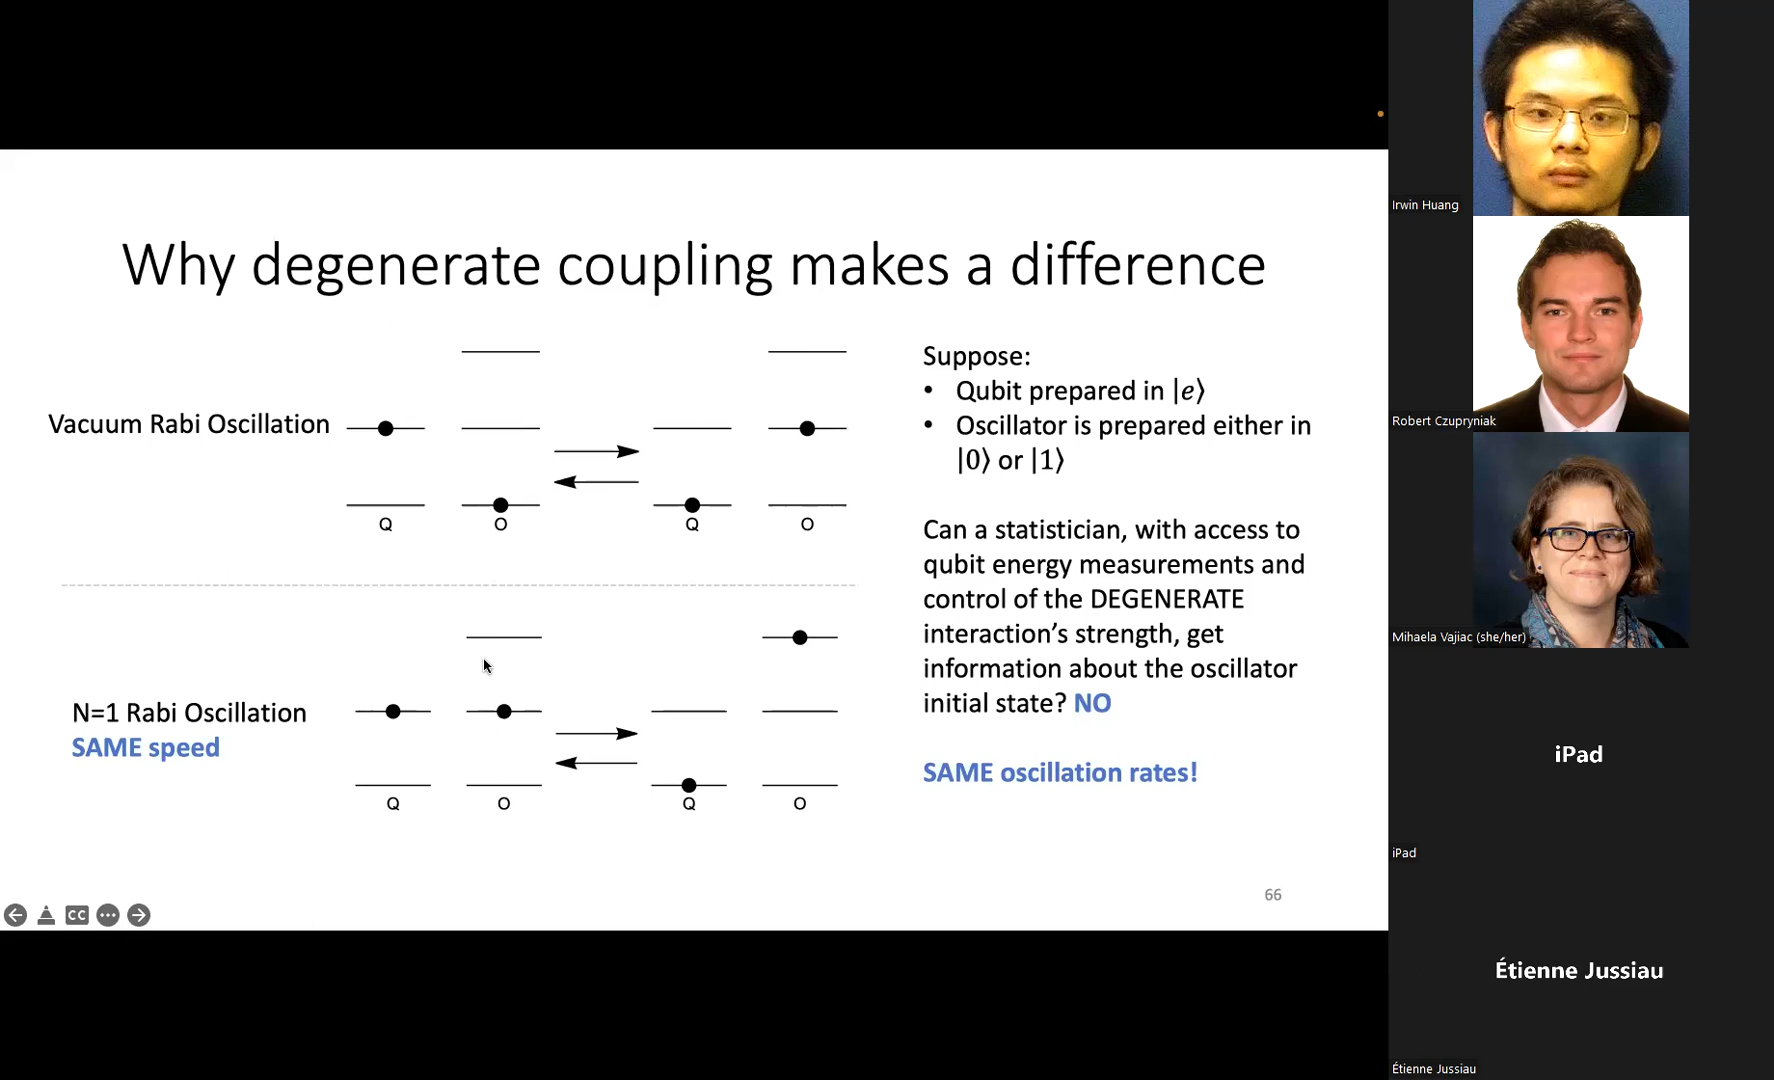 Why degenerate coupling makes a difference
Vacuum Rabi Oscillation
Q
O
Q
O
N=1 Rabi Oscillation
SAME speed
Q
O
Q
O
Suppose:
• Qubit prepared in |e⟩
• Oscillator is prepared either in
|0⟩ or |1⟩
Can a statistician, with access to
qubit energy measurements and
control of the DEGENERATE
interaction’s strength, get
information about the oscillator
initial state? NO
SAME oscillation rates!
66
CC
Irwin Huang
Robert Czupryniak
Mihaela Vajiac (she/her)
iPad
iPad
Étienne Jussiau
Étienne Jussiau